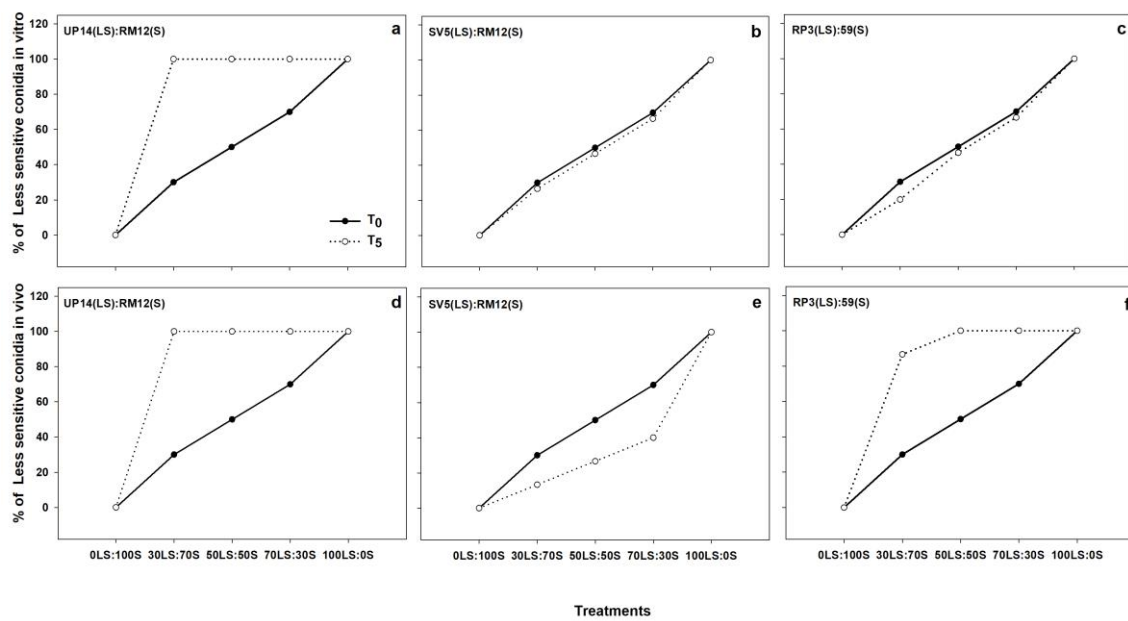 % of Less sensitive conidia in vitro
120
100
80
60
40
20
0
UP14(LS):RM12(S)
a
T0
T5
SV5(LS):RM12(S)
b
RP3(LS):59(S)
c
% of Less sensitive conidia in vivo
120
100
80
60
40
20
0
UP14(LS):RM12(S)
d
SV5(LS):RM12(S)
e
RP3(LS):59(S)
f
0LS:100S 30LS:70S 50LS:50S 70LS:30S 100LS:0S
0LS:100S 30LS:70S 50LS:50S 70LS:30S 100LS:0S
0LS:100S 30LS:70S 50LS:50S 70LS:30S 100LS:0S
Treatments